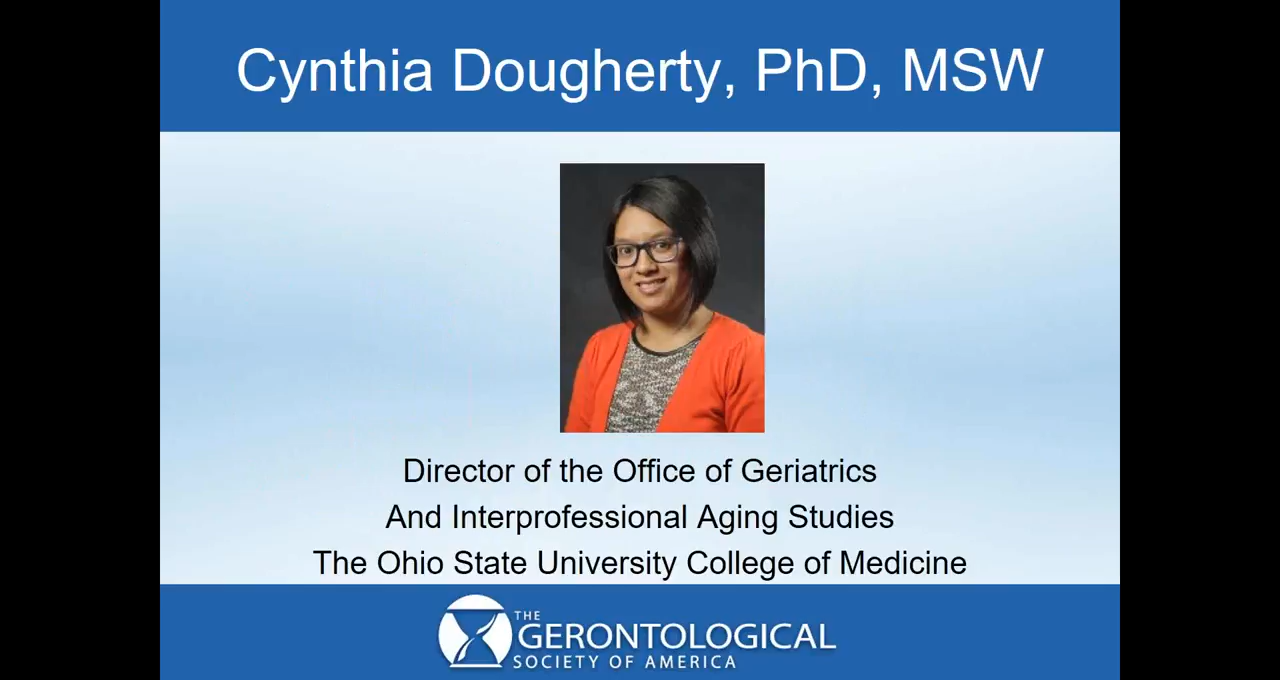 Cynthia Dougherty, PhD, MSW
Director of the Office of Geriatrics
And Interprofessional Aging Studies
The Ohio State University College of Medicine
THE
GERONTOLOGICAL
SOCIETY OF AMERICA